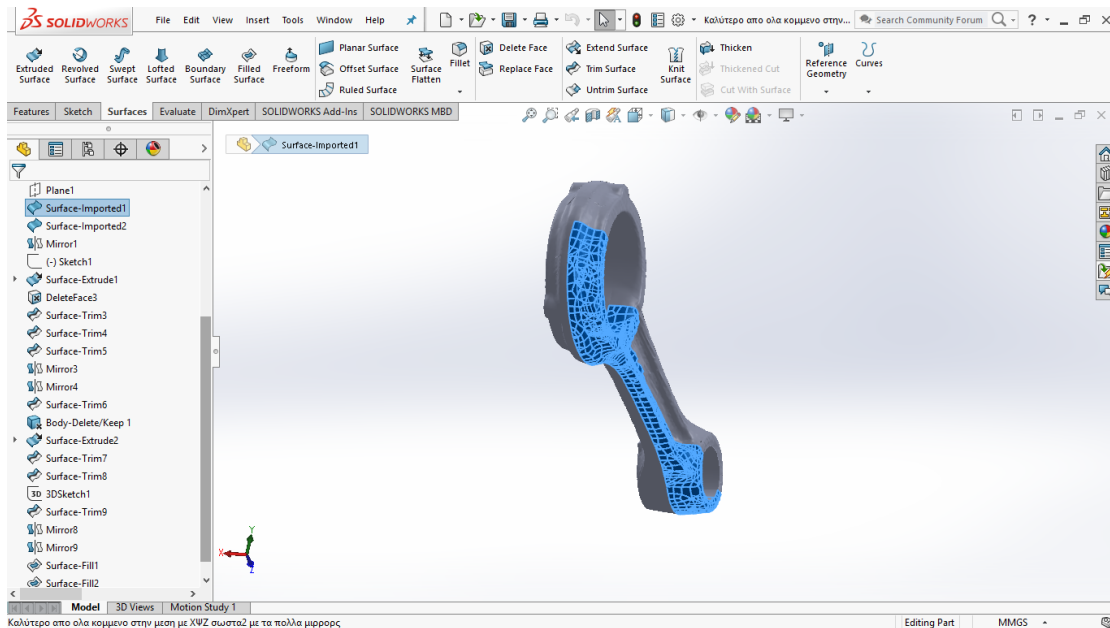 SOLIDWORKS File Edit View Insert Tools Window Help Καλύτερο απο ολα κομμενο στην... Search Community Forum ?
Extruded Surface
Revolved Surface
Swept Surface
Lofted Surface
Boundary Surface
Filled Surface
Freeform
Planar Surface
Offset Surface
Ruled Surface
Surface Flatten
Fillet
Delete Face
Replace Face
Extend Surface
Trim Surface
Untrim Surface
Knit Surface
Thicken
Thickened Cut
Cut With Surface
Reference Geometry
Curves
Features Sketch Surfaces Evaluate DimXpert SOLIDWORKS Add-Ins SOLIDWORKS MBD
Surface-Imported1
Plane1
Surface-Imported1
Surface-Imported2
Mirror1
(-) Sketch1
Surface-Extrude1
DeleteFace3
Surface-Trim3
Surface-Trim4
Surface-Trim5
Mirror3
Mirror4
Surface-Trim6
Body-Delete/Keep 1
Surface-Extrude2
Surface-Trim7
Surface-Trim8
3D 3DSketch1
Surface-Trim9
Mirror8
Mirror9
Surface-Fill1
Surface-Fill2
Y
X
Z
Model 3D Views Motion Study 1
Καλύτερο απο ολα κομμενο στην μεση με ΧΨΖ σωστα2 με τα πολλα μιρρορς Editing Part MMGS